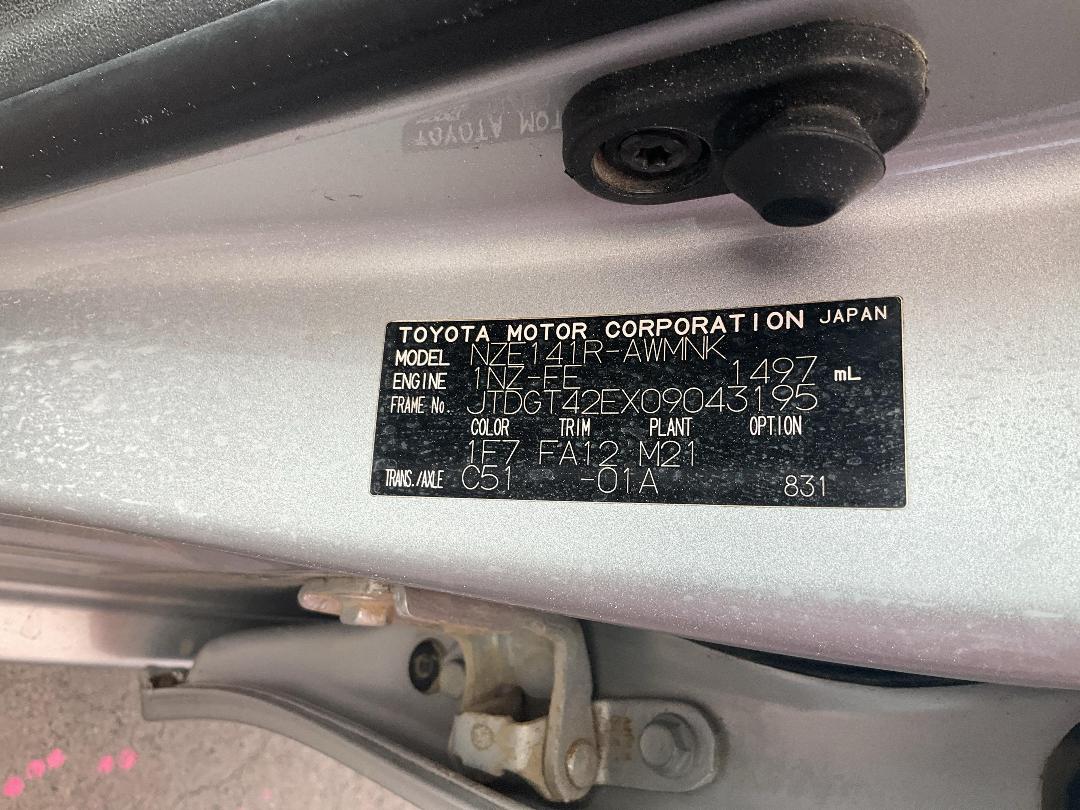 TOYOTA MOTOR CORPORATION JAPAN
MODEL NZE141R-AWMNK
ENGINE 1NZ-FE 1497 mL
FRAME No. JTDGT42EX09043195
COLOR TRIM PLANT OPTION
1F7 FA12 M21
TRANS./AXLE C51 -01A 831